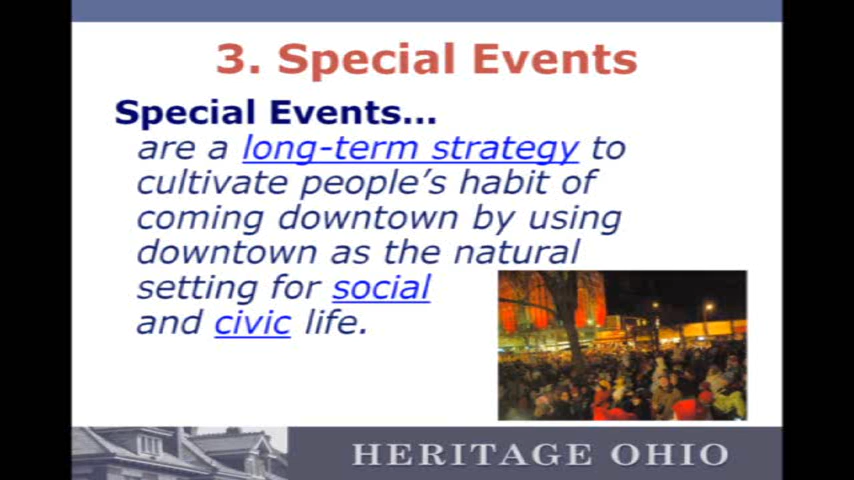 3. Special Events
Special Events...
are a long-term strategy to
cultivate people's habit of
coming downtown by using
downtown as the natural
setting for social
and civic life.
HERITAGE OHIO